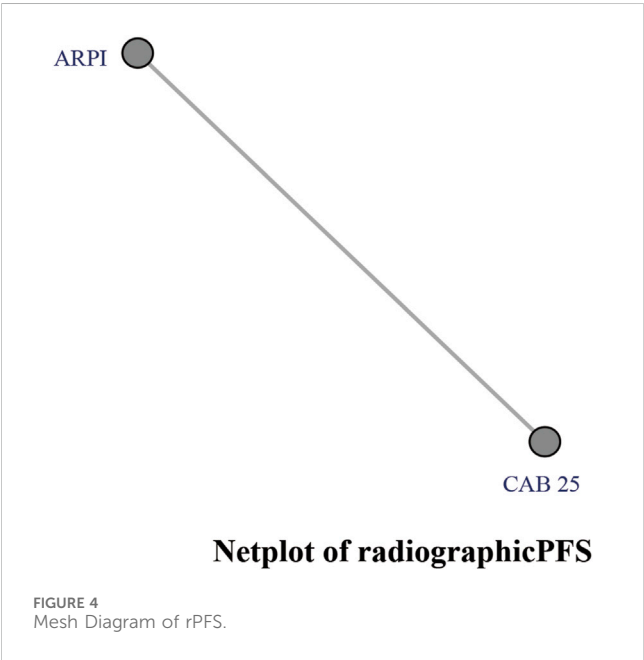 ARPI
CAB 25
Netplot of radiographicPFS
FIGURE 4
Mesh Diagram of rPFS.